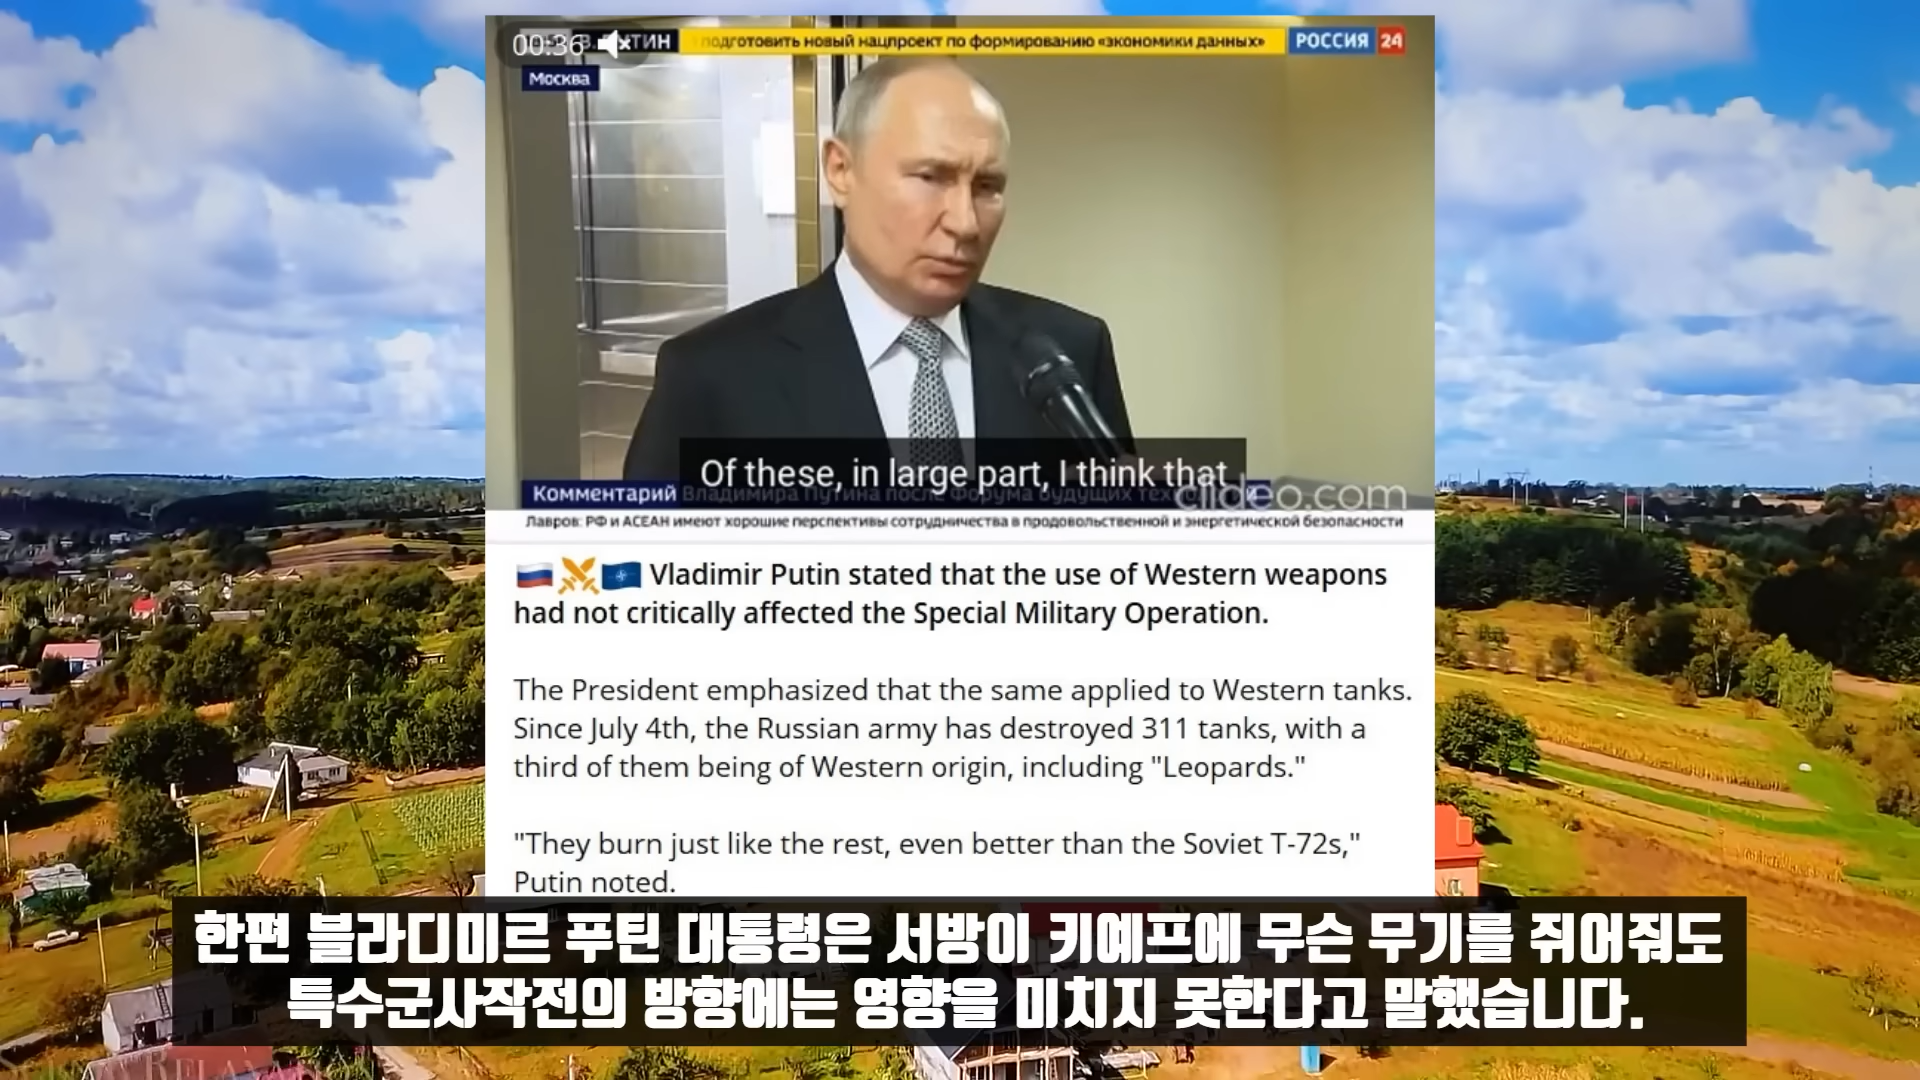 00:36
ТИН
подготовить новый нацпроект по формированию «экономики данных»
РОССИЯ 24
Москва
Of these, in large part, I think that
Комментарий Владимира Путина после Форума будущих
clideo.com
Лавров: РФ и АСЕАН имеют хорошие перспективы сотрудничества в продовольственной и энергетической безопасности
Vladimir Putin stated that the use of Western weapons
had not critically affected the Special Military Operation.
The President emphasized that the same applied to Western tanks.
Since July 4th, the Russian army has destroyed 311 tanks, with a
third of them being of Western origin, including "Leopards."
"They burn just like the rest, even better than the Soviet T-72s,"
Putin noted.
한편 블라디미르 푸틴 대통령은 서방이 키예프에 무슨 무기를 쥐어줘도
특수군사작전의 방향에는 영향을 미치지 못한다고 말했습니다.
RELAXATION